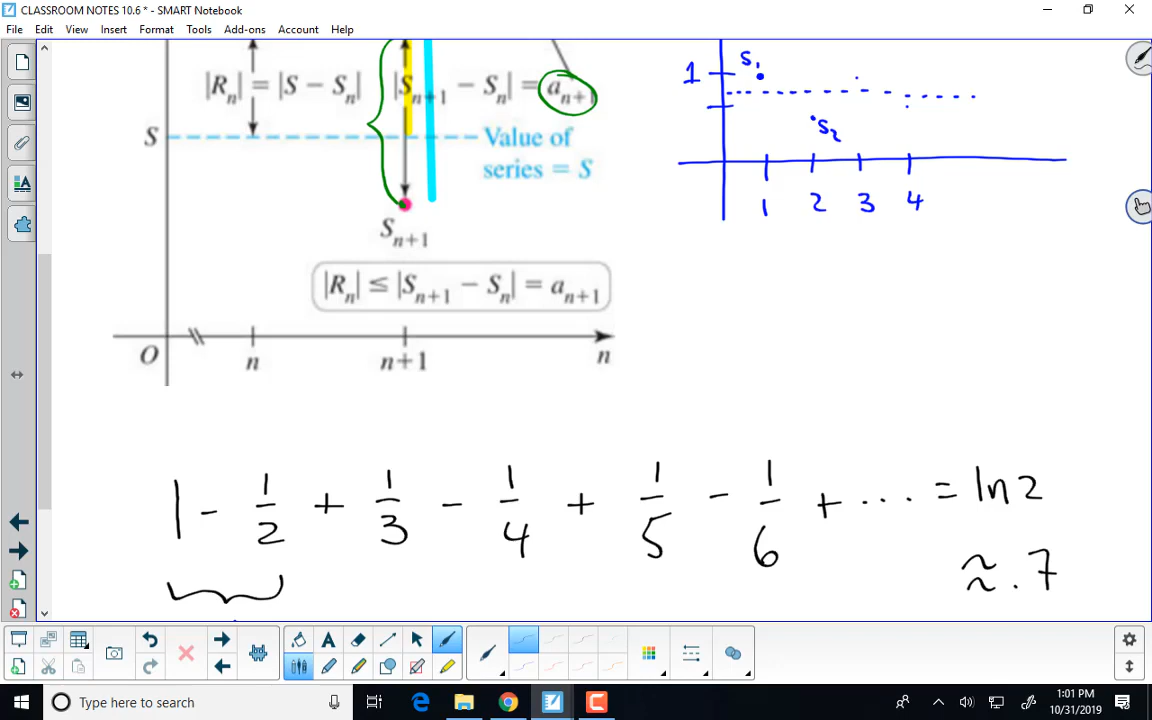 CLASSROOM NOTES 10.6 * - SMART Notebook
File Edit View Insert Format Tools Add-ons Account Help
|Rₙ| = |S − Sₙ| |Sₙ₊₁ − Sₙ| = aₙ₊₁
S
Value of
series = S
Sₙ₊₁
|Rₙ| ≤ |Sₙ₊₁ − Sₙ| = aₙ₊₁
O n n+1 n
1 S₁
S₂
1 2 3 4
1 - 1/2 + 1/3 - 1/4 + 1/5 - 1/6 + ... = ln2
≈ .7
Type here to search
1:01 PM
10/31/2019